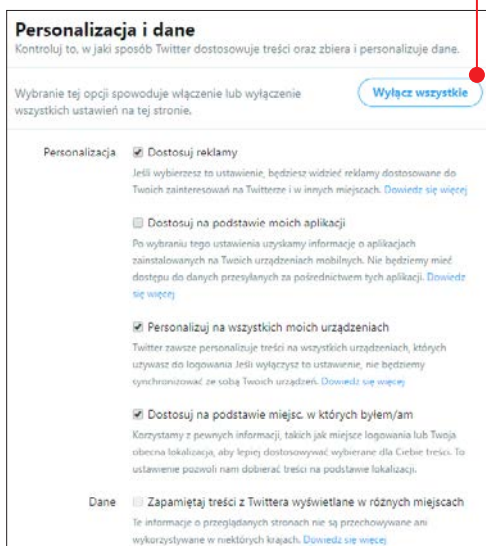 Personalizacja i dane
Kontroluj to, w jaki sposób Twitter dostosowuje treści oraz zbiera i personalizuje dane.
Wybranie tej opcji spowoduje włączenie lub wyłączenie
wszystkich ustawień na tej stronie.
Wyłącz wszystkie
Personalizacja
Dostosuj reklamy
Jeśli wybierzesz to ustawienie, będziesz widzieć reklamy dostosowane do
Twoich zainteresowań na Twitterze i w innych miejscach. Dowiedz się więcej
Dostosuj na podstawie moich aplikacji
Po wybraniu tego ustawienia uzyskamy informacje o aplikacjach
zainstalowanych na Twoich urządzeniach mobilnych. Nie będziemy mieć
dostępu do danych przesyłanych za pośrednictwem tych aplikacji. Dowiedz
się więcej
Personalizuj na wszystkich moich urządzeniach
Twitter zawsze personalizuje treści na wszystkich urządzeniach, których
używasz do logowania Jeśli wyłączysz to ustawienie, nie będziemy
synchronizować ze sobą Twoich urządzeń. Dowiedz się więcej
Dostosuj na podstawie miejsc. w których byłem/am
Korzystamy z pewnych informacji, takich jak miejsce logowania lub Twoja
obecna lokalizacja, aby lepiej dostosowywać wybierane dla Ciebie treści. To
ustawienie pozwoli nam dobierać treści na podstawie lokalizacji.
Dane
Zapamiętaj treści z Twittera wyświetlane w różnych miejscach
Te informacje o przeglądanych stronach nie są przechowywane ani
wykorzystywane w niektórych krajach. Dowiedz się więcej